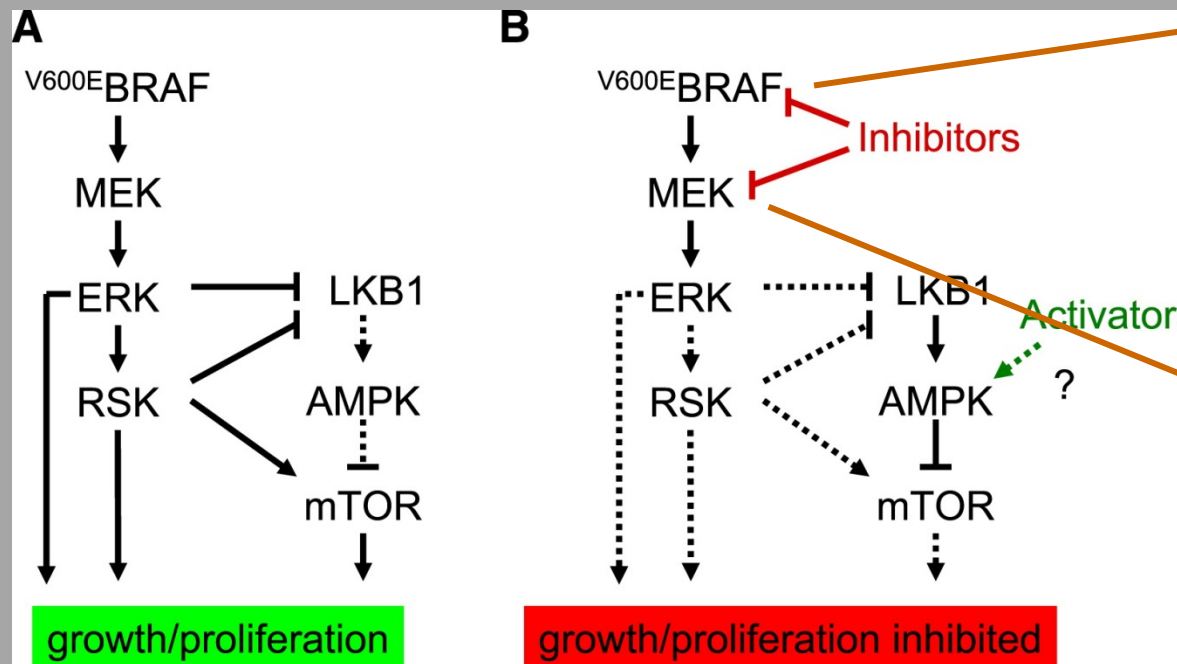 A
V600EBRAF
MEK
ERK
LKB1
RSK
AMPK
mTOR
growth/proliferation
B
V600EBRAF
Inhibitors
MEK
ERK
LKB1
Activator
RSK
AMPK
?
mTOR
growth/proliferation inhibited